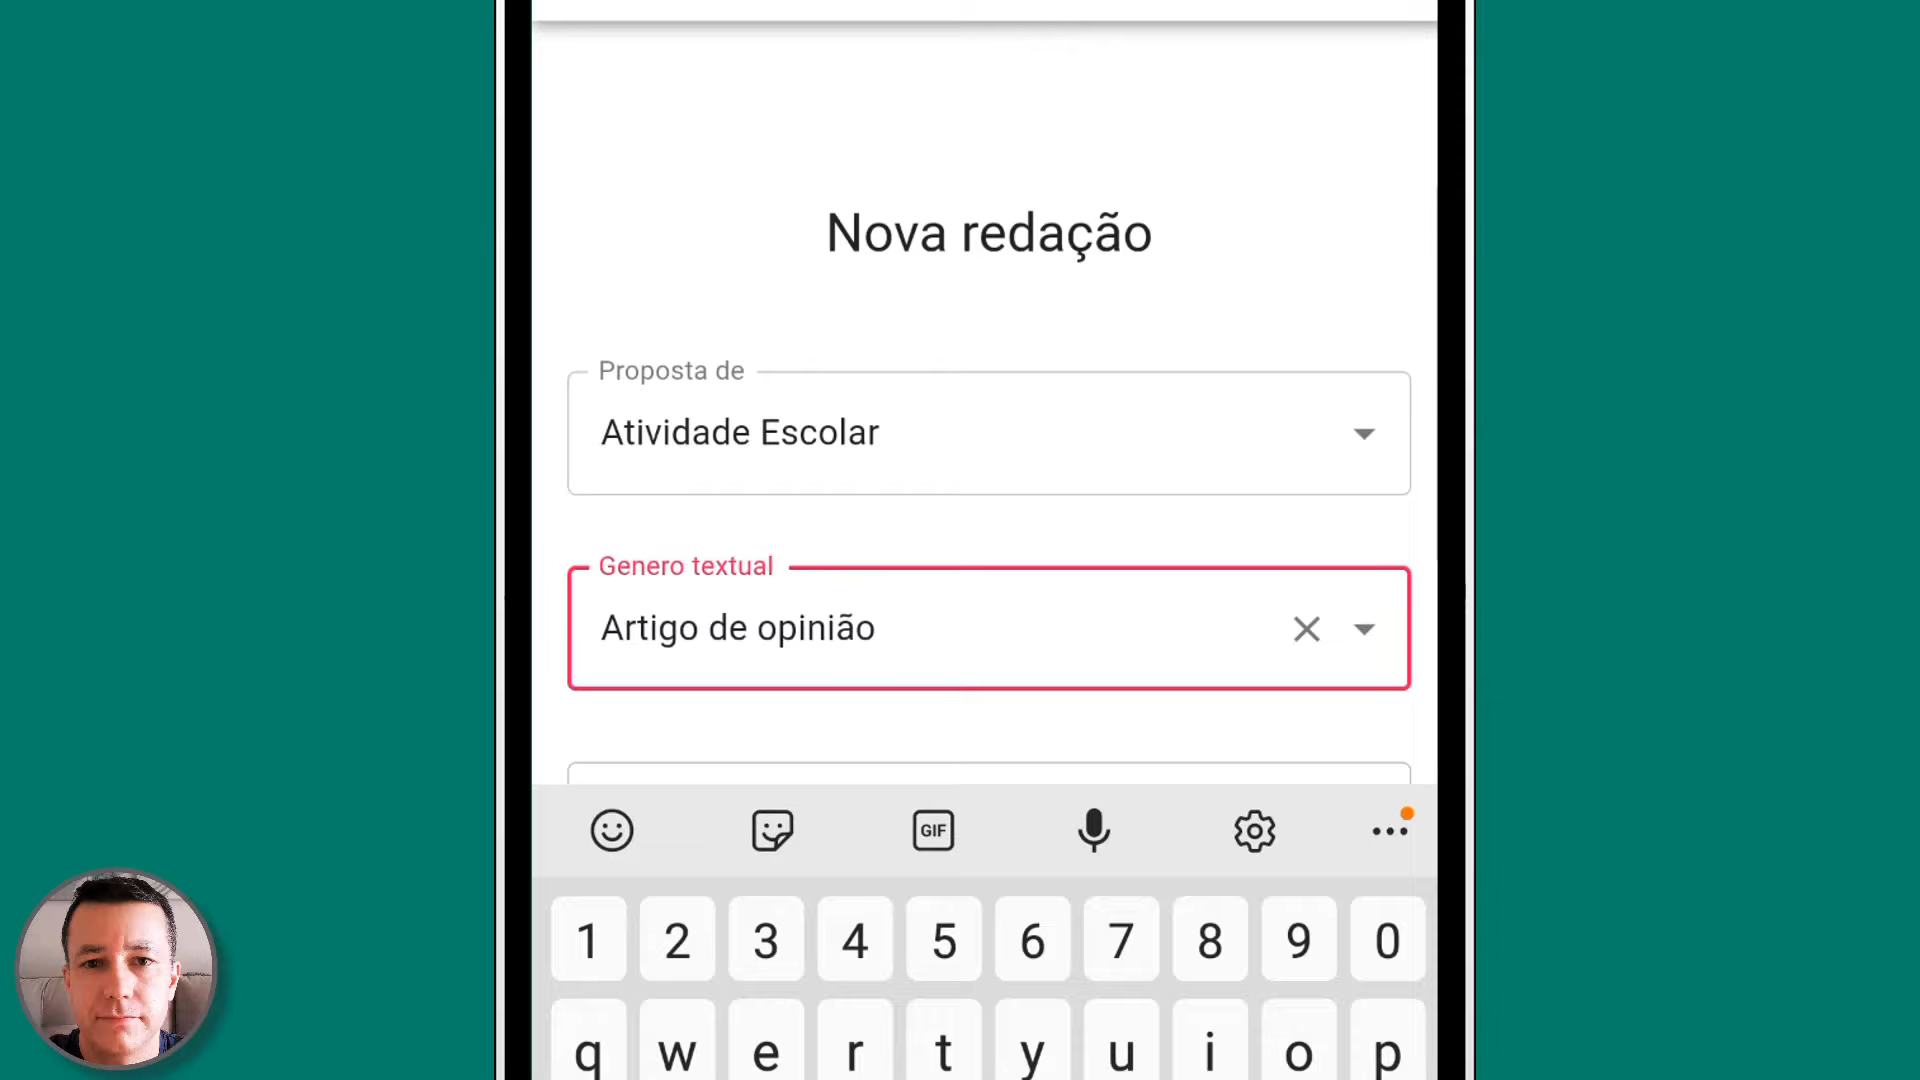 Nova redação
Proposta de
Atividade Escolar
Genero textual
Artigo de opinião
GIF
1 2 3 4 5 6 7 8 9 0
q w e r t y u i o p